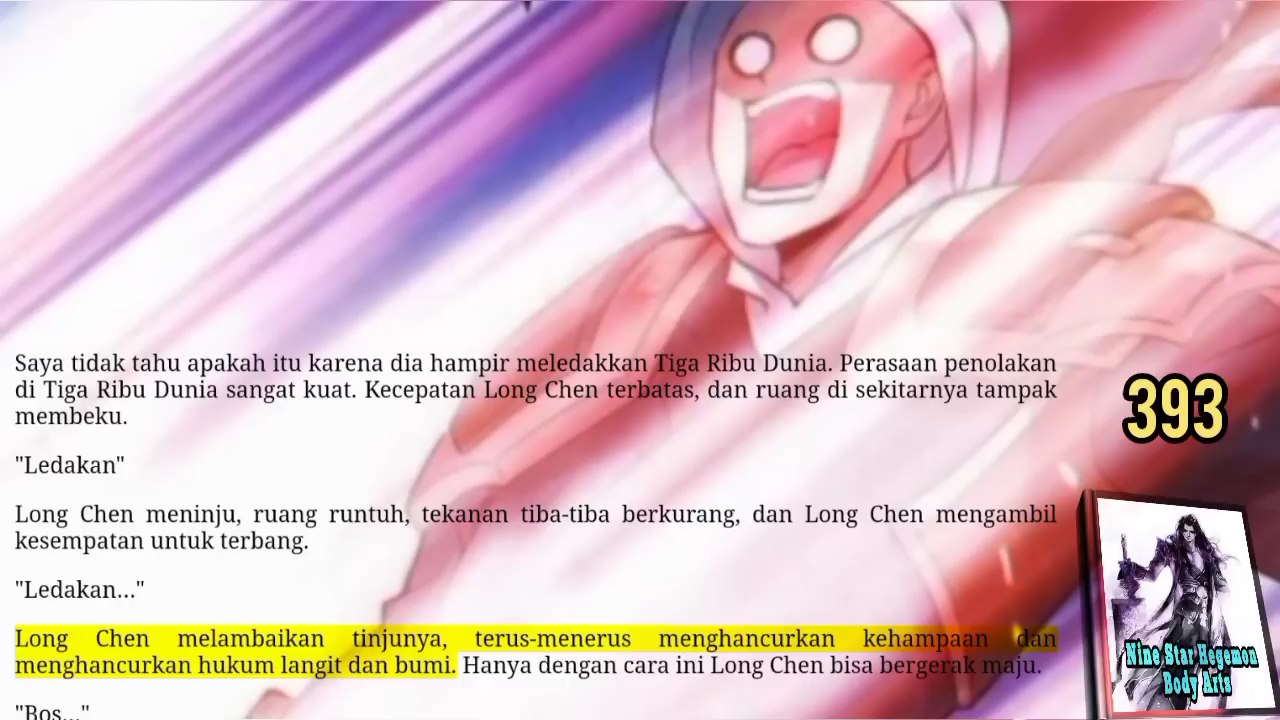 Saya tidak tahu apakah itu karena dia hampir meledakkan Tiga Ribu Dunia. Perasaan penolakan
di Tiga Ribu Dunia sangat kuat. Kecepatan Long Chen terbatas, dan ruang di sekitarnya tampak
membeku.
"Ledakan"
Long Chen meninju, ruang runtuh, tekanan tiba-tiba berkurang, dan Long Chen mengambil
kesempatan untuk terbang.
"Ledakan..."
Long Chen melambaikan tinjunya, terus-menerus menghancurkan kehampaan dan
menghancurkan hukum langit dan bumi. Hanya dengan cara ini Long Chen bisa bergerak maju.
"Bos..."
393
Nine Star Hegemon
Body Arts